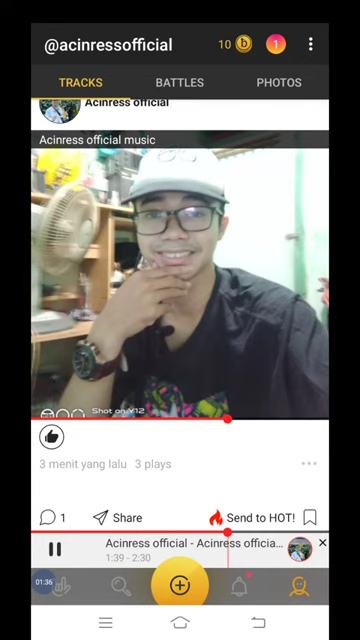 @acinressofficial
10
1
TRACKS
BATTLES
PHOTOS
Acinress official
Acinress official music
Shot on Y12
3 menit yang lalu 3 plays
1
Share
Send to HOT!
Acinress official - Acinress officia...
1:39 - 2:30
01:36